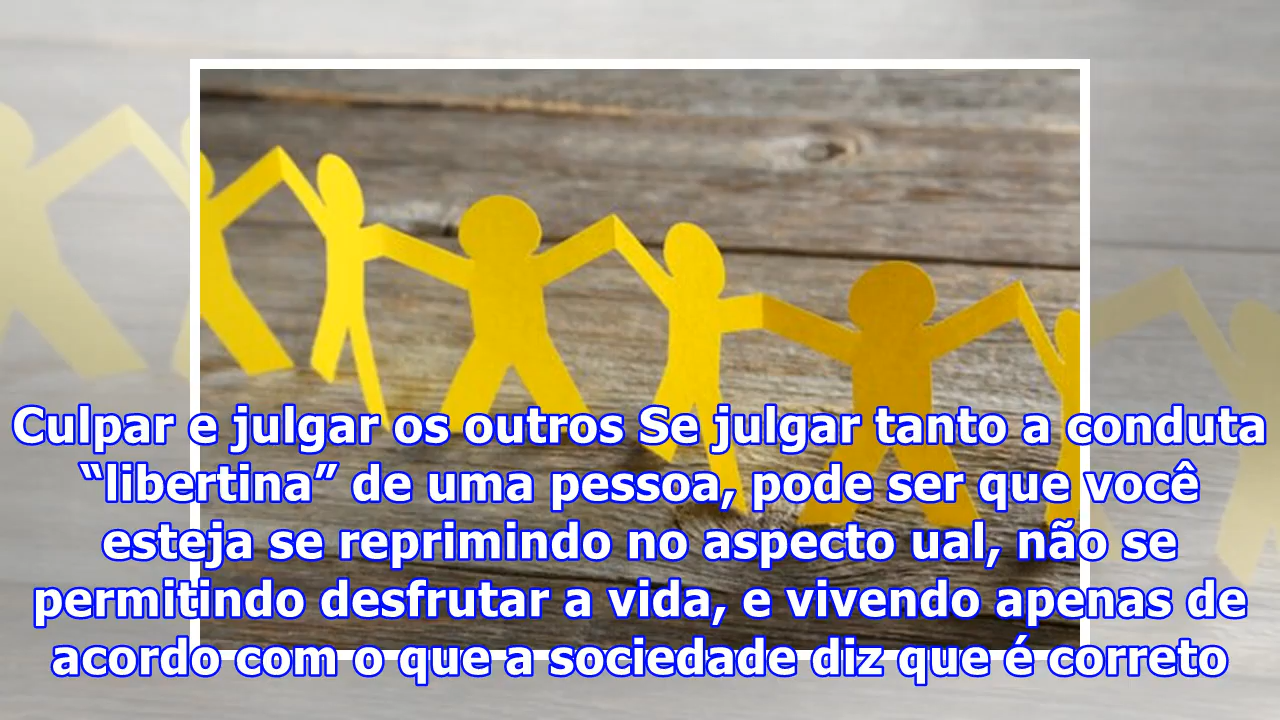 Culpar e julgar os outros Se julgar tanto a conduta
“libertina” de uma pessoa, pode ser que você
esteja se reprimindo no aspecto ual, não se
permitindo desfrutar a vida, e vivendo apenas de
acordo com o que a sociedade diz que é correto